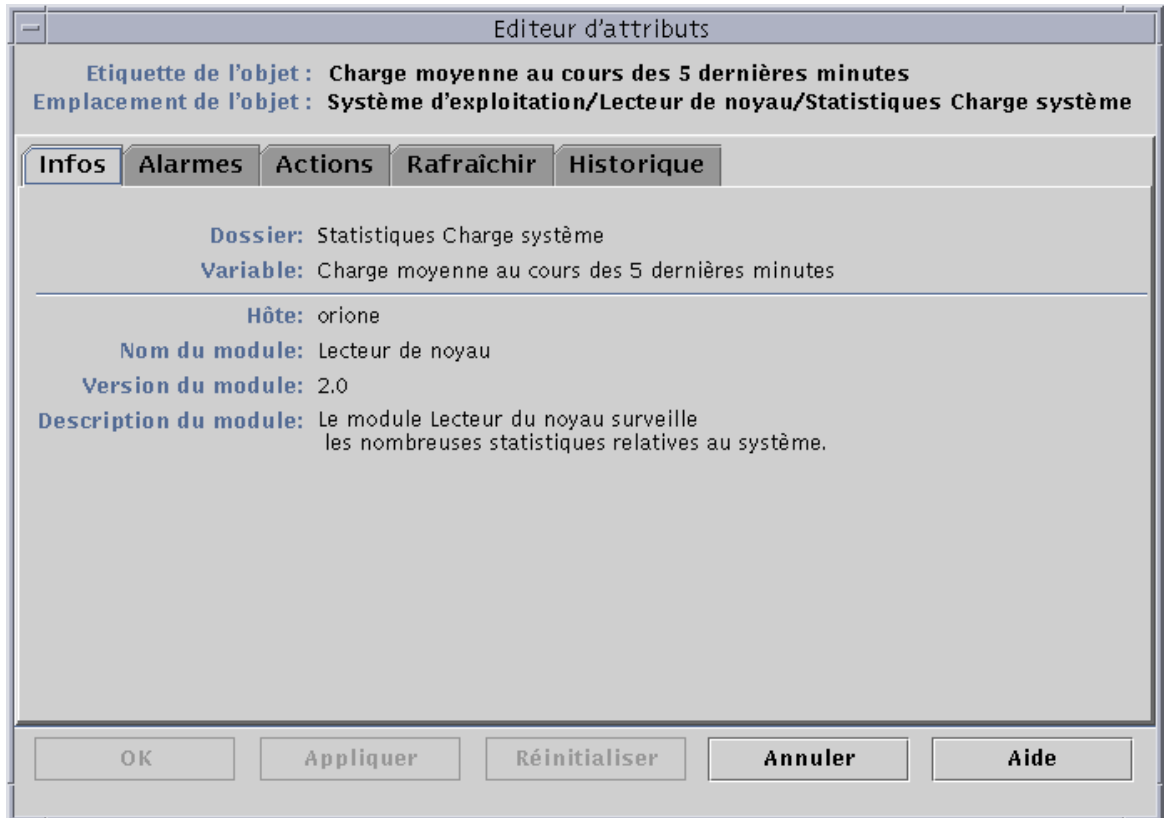 Editeur d'attributs
Etiquette de l'objet : Charge moyenne au cours des 5 dernières minutes
Emplacement de l'objet : Système d'exploitation/Lecteur de noyau/Statistiques Charge système
Infos Alarmes Actions Rafraîchir Historique
Dossier: Statistiques Charge système
Variable: Charge moyenne au cours des 5 dernières minutes
Hôte: orione
Nom du module: Lecteur de noyau
Version du module: 2.0
Description du module: Le module Lecteur du noyau surveille
les nombreuses statistiques relatives au système.
OK Appliquer Réinitialiser Annuler Aide